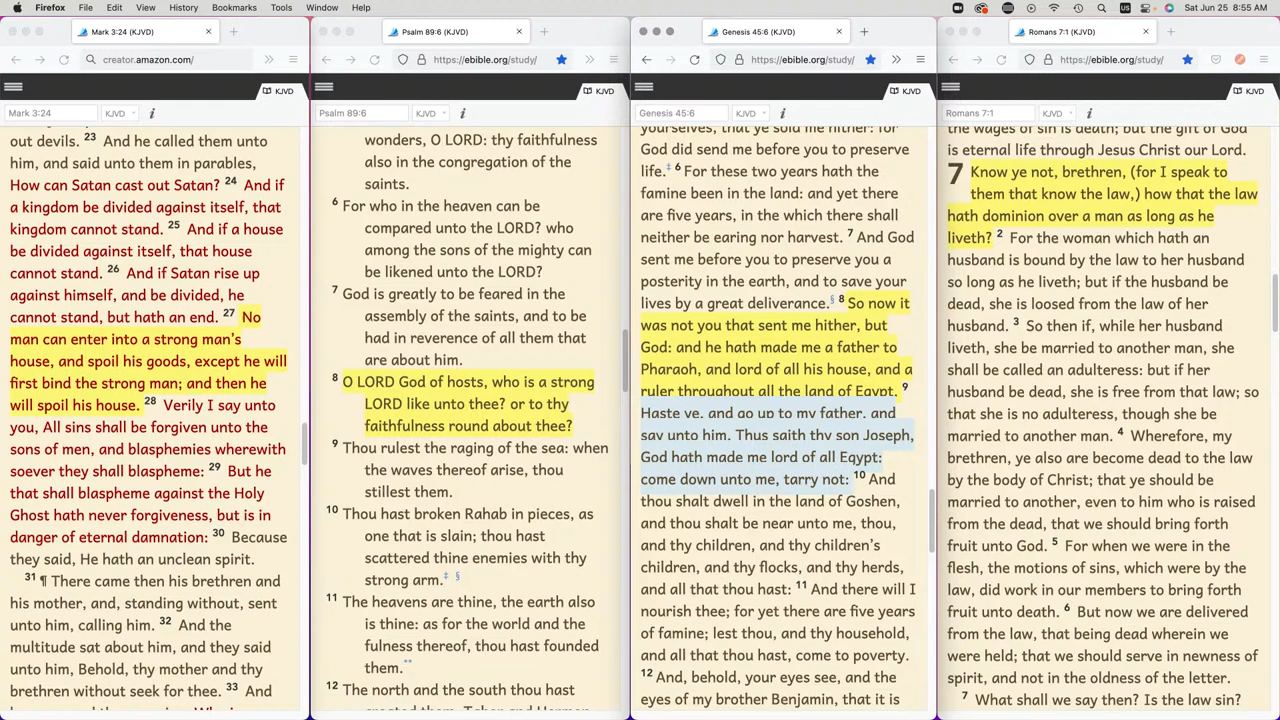 Firefox File Edit View History Bookmarks Tools Window Help
Sat Jun 25 8:55 AM
Mark 3:24 (KJVD)
creator.amazon.com/
KJVD
Mark 3:24 KJVD i
out devils. 23 And he called them unto
him, and said unto them in parables,
How can Satan cast out Satan? 24 And if
a kingdom be divided against itself, that
kingdom cannot stand. 25 And if a house
be divided against itself, that house
cannot stand. 26 And if Satan rise up
against himself, and be divided, he
cannot stand, but hath an end. 27 No
man can enter into a strong man's
house, and spoil his goods, except he will
first bind the strong man; and then he
will spoil his house. 28 Verily I say unto
you, All sins shall be forgiven unto the
sons of men, and blasphemies wherewith
soever they shall blaspheme: 29 But he
that shall blaspheme against the Holy
Ghost hath never forgiveness, but is in
danger of eternal damnation: 30 Because
they said, He hath an unclean spirit.
31 ¶ There came then his brethren and
his mother, and, standing without, sent
unto him, calling him. 32 And the
multitude sat about him, and they said
unto him, Behold, thy mother and thy
brethren without seek for thee. 33 And
Psalm 89:6 (KJVD)
https://ebible.org/study/
KJVD
Psalm 89:6 KJVD i
wonders, O LORD: thy faithfulness
also in the congregation of the
saints.
6 For who in the heaven can be
compared unto the LORD? who
among the sons of the mighty can
be likened unto the LORD?
7 God is greatly to be feared in the
assembly of the saints, and to be
had in reverence of all them that
are about him.
8 O LORD God of hosts, who is a strong
LORD like unto thee? or to thy
faithfulness round about thee?
9 Thou rulest the raging of the sea: when
the waves thereof arise, thou
stillest them.
10 Thou hast broken Rahab in pieces, as
one that is slain; thou hast
scattered thine enemies with thy
strong arm.‡ §
11 The heavens are thine, the earth also
is thine: as for the world and the
fulness thereof, thou hast founded
them.**
12 The north and the south thou hast
Genesis 45:6 (KJVD)
https://ebible.org/study/
KJVD
Genesis 45:6 KJVD i
yourselves, that ye sold me hither: for
God did send me before you to preserve
life.‡ 6 For these two years hath the
famine been in the land: and yet there
are five years, in the which there shall
neither be earing nor harvest. 7 And God
sent me before you to preserve you a
posterity in the earth, and to save your
lives by a great deliverance.§ 8 So now it
was not you that sent me hither, but
God: and he hath made me a father to
Pharaoh, and lord of all his house, and a
ruler throughout all the land of Egypt. 9
Haste ye, and go up to my father, and
say unto him, Thus saith thy son Joseph,
God hath made me lord of all Egypt:
come down unto me, tarry not: 10 And
thou shalt dwell in the land of Goshen,
and thou shalt be near unto me, thou,
and thy children, and thy children's
children, and thy flocks, and thy herds,
and all that thou hast: 11 And there will I
nourish thee; for yet there are five years
of famine; lest thou, and thy household,
and all that thou hast, come to poverty.
12 And, behold, your eyes see, and the
eyes of my brother Benjamin, that it is
Romans 7:1 (KJVD)
https://ebible.org/study/
KJVD
Romans 7:1 KJVD i
the wages of sin is death; but the gift of God
is eternal life through Jesus Christ our Lord.
7 Know ye not, brethren, (for I speak to
them that know the law,) how that the law
hath dominion over a man as long as he
liveth? 2 For the woman which hath an
husband is bound by the law to her husband
so long as he liveth; but if the husband be
dead, she is loosed from the law of her
husband. 3 So then if, while her husband
liveth, she be married to another man, she
shall be called an adulteress: but if her
husband be dead, she is free from that law; so
that she is no adulteress, though she be
married to another man. 4 Wherefore, my
brethren, ye also are become dead to the law
by the body of Christ; that ye should be
married to another, even to him who is raised
from the dead, that we should bring forth
fruit unto God. 5 For when we were in the
flesh, the motions of sins, which were by the
law, did work in our members to bring forth
fruit unto death. 6 But now we are delivered
from the law, that being dead wherein we
were held; that we should serve in newness of
spirit, and not in the oldness of the letter.
7 What shall we say then? Is the law sin?